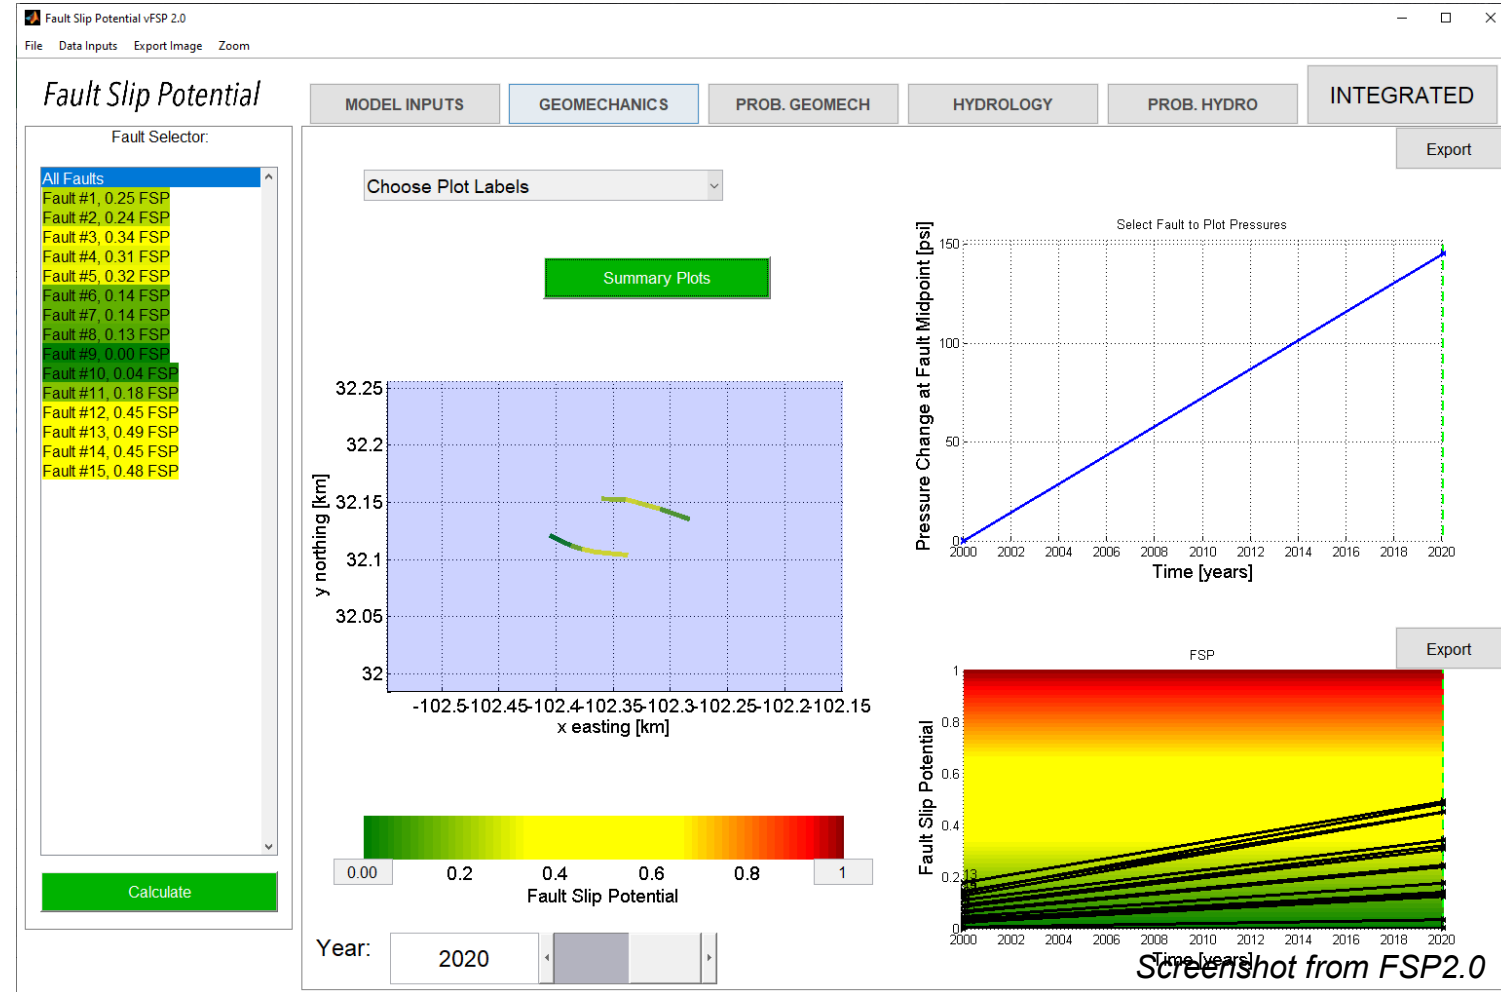 Fault Slip Potential vFSP 2.0
File Data Inputs Export Image Zoom
Fault Slip Potential
MODEL INPUTS GEOMECHANICS PROB. GEOMECH HYDROLOGY PROB. HYDRO INTEGRATED
Fault Selector:
All Faults
Fault #1, 0.25 FSP
Fault #2, 0.24 FSP
Fault #3, 0.34 FSP
Fault #4, 0.31 FSP
Fault #5, 0.32 FSP
Fault #6, 0.14 FSP
Fault #7, 0.14 FSP
Fault #8, 0.13 FSP
Fault #9, 0.00 FSP
Fault #10, 0.04 FSP
Fault #11, 0.18 FSP
Fault #12, 0.45 FSP
Fault #13, 0.49 FSP
Fault #14, 0.45 FSP
Fault #15, 0.48 FSP
Calculate
Choose Plot Labels
Summary Plots
32.25
32.2
32.15
32.1
32.05
32
y northing [km]
-102.5 -102.45 -102.4 -102.35 -102.3 -102.25 -102.2 -102.15
x easting [km]
0.00 0.2 0.4 0.6 0.8 1
Fault Slip Potential
Year: 2020
Export
Select Fault to Plot Pressures
Pressure Change at Fault Midpoint [psi]
150
100
50
0
2000 2002 2004 2006 2008 2010 2012 2014 2016 2018 2020
Time [years]
Export
FSP
Fault Slip Potential
1
0.8
0.6
0.4
0.2
0
13
2000 2002 2004 2006 2008 2010 2012 2014 2016 2018 2020
Time [years]
Screenshot from FSP2.0